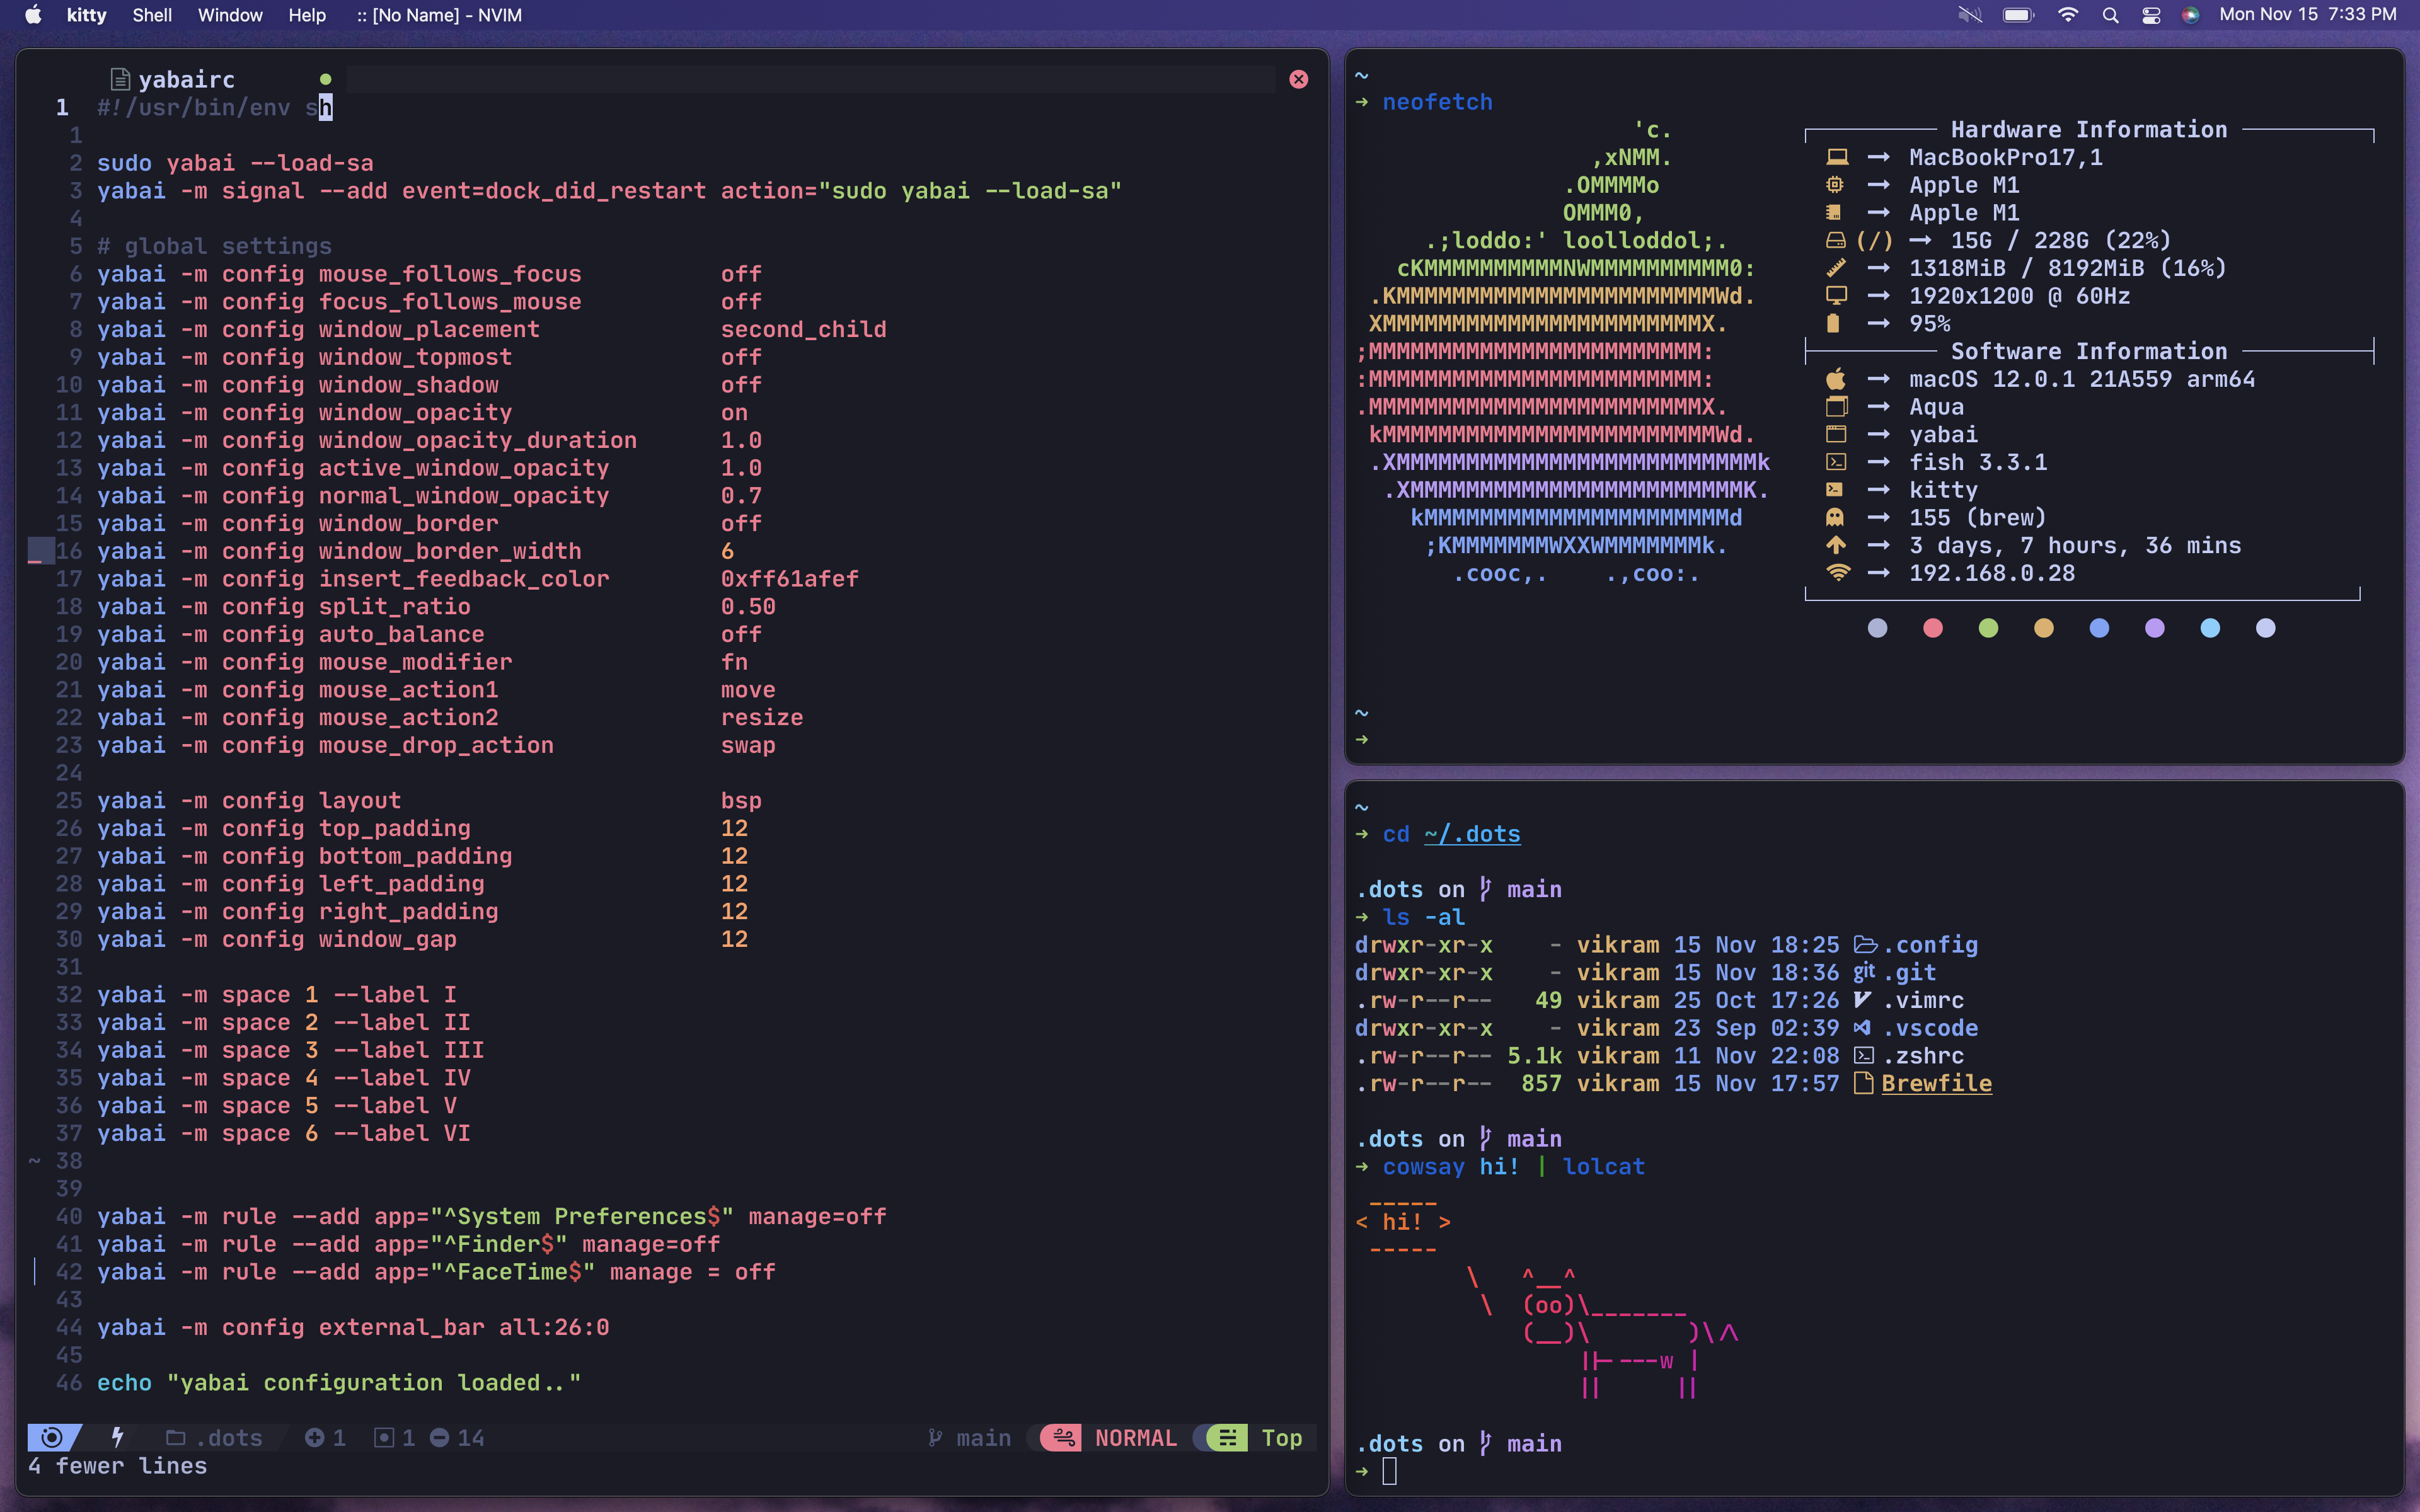 kitty Shell Window Help :: [No Name] - NVIM Mon Nov 15 7:33 PM
yabairc
1 #!/usr/bin/env sh
1
2 sudo yabai --load-sa
3 yabai -m signal --add event=dock_did_restart action="sudo yabai --load-sa"
4
5 # global settings
6 yabai -m config mouse_follows_focus off
7 yabai -m config focus_follows_mouse off
8 yabai -m config window_placement second_child
9 yabai -m config window_topmost off
10 yabai -m config window_shadow off
11 yabai -m config window_opacity on
12 yabai -m config window_opacity_duration 1.0
13 yabai -m config active_window_opacity 1.0
14 yabai -m config normal_window_opacity 0.7
15 yabai -m config window_border off
_ 16 yabai -m config window_border_width 6
17 yabai -m config insert_feedback_color 0xff61afef
18 yabai -m config split_ratio 0.50
19 yabai -m config auto_balance off
20 yabai -m config mouse_modifier fn
21 yabai -m config mouse_action1 move
22 yabai -m config mouse_action2 resize
23 yabai -m config mouse_drop_action swap
24
25 yabai -m config layout bsp
26 yabai -m config top_padding 12
27 yabai -m config bottom_padding 12
28 yabai -m config left_padding 12
29 yabai -m config right_padding 12
30 yabai -m config window_gap 12
31
32 yabai -m space 1 --label I
33 yabai -m space 2 --label II
34 yabai -m space 3 --label III
35 yabai -m space 4 --label IV
36 yabai -m space 5 --label V
37 yabai -m space 6 --label VI
~ 38
39
40 yabai -m rule --add app="^System Preferences$" manage=off
41 yabai -m rule --add app="^Finder$" manage=off
42 yabai -m rule --add app="^FaceTime$" manage = off
43
44 yabai -m config external_bar all:26:0
45
46 echo "yabai configuration loaded.."
.dots 1 1 14 main NORMAL Top
4 fewer lines
~
→ neofetch
'c.
,xNMM.
.OMMMMo
OMMM0,
.;loddo:' loolloddol;.
cKMMMMMMMMMMNWMMMMMMMMMM0:
.KMMMMMMMMMMMMMMMMMMMMMMMWd.
XMMMMMMMMMMMMMMMMMMMMMMMX.
;MMMMMMMMMMMMMMMMMMMMMMMM:
:MMMMMMMMMMMMMMMMMMMMMMMM:
.MMMMMMMMMMMMMMMMMMMMMMMMX.
kMMMMMMMMMMMMMMMMMMMMMMMMWd.
.XMMMMMMMMMMMMMMMMMMMMMMMMMMk
.XMMMMMMMMMMMMMMMMMMMMMMMMK.
kMMMMMMMMMMMMMMMMMMMMMMd
;KMMMMMMMWXXWMMMMMMMk.
.cooc,. .,coo:.
Hardware Information
→ MacBookPro17,1
→ Apple M1
→ Apple M1
(/) → 15G / 228G (22%)
→ 1318MiB / 8192MiB (16%)
→ 1920x1200 @ 60Hz
→ 95%
Software Information
→ macOS 12.0.1 21A559 arm64
→ Aqua
→ yabai
→ fish 3.3.1
→ kitty
→ 155 (brew)
→ 3 days, 7 hours, 36 mins
→ 192.168.0.28
~
→
~
→ cd ~/.dots
.dots on main
→ ls -al
drwxr-xr-x - vikram 15 Nov 18:25 .config
drwxr-xr-x - vikram 15 Nov 18:36 git .git
.rw-r--r-- 49 vikram 25 Oct 17:26 .vimrc
drwxr-xr-x - vikram 23 Sep 02:39 .vscode
.rw-r--r-- 5.1k vikram 11 Nov 22:08 .zshrc
.rw-r--r-- 857 vikram 15 Nov 17:57 Brewfile
.dots on main
→ cowsay hi! | lolcat
_____
< hi! >
-----
\ ^__^
\ (oo)\_______
(__)\ )\/\
||----w |
|| ||
.dots on main
→